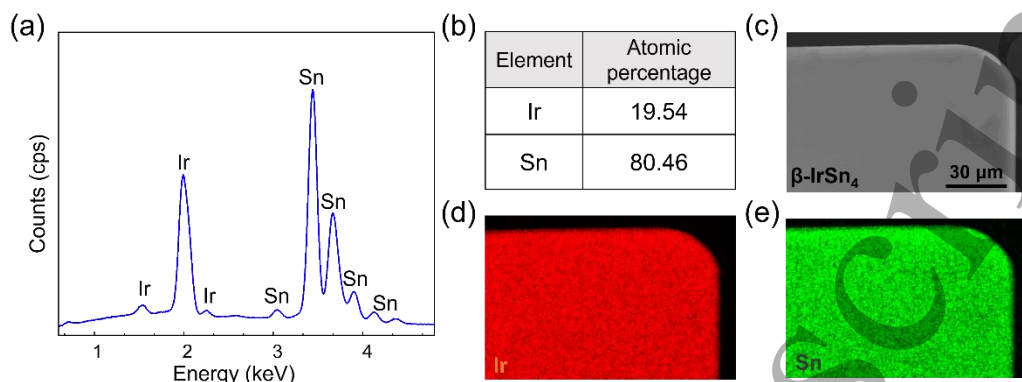 (a)
Counts (cps)
Ir
Ir
Ir
Sn
Sn
Sn
Sn
Sn
1
2
3
4
Energy (keV)
(b)
Element
Atomic
percentage
Ir
19.54
Sn
80.46
(c)
β-IrSn₄
30 μm
(d)
Ir
(e)
Sn